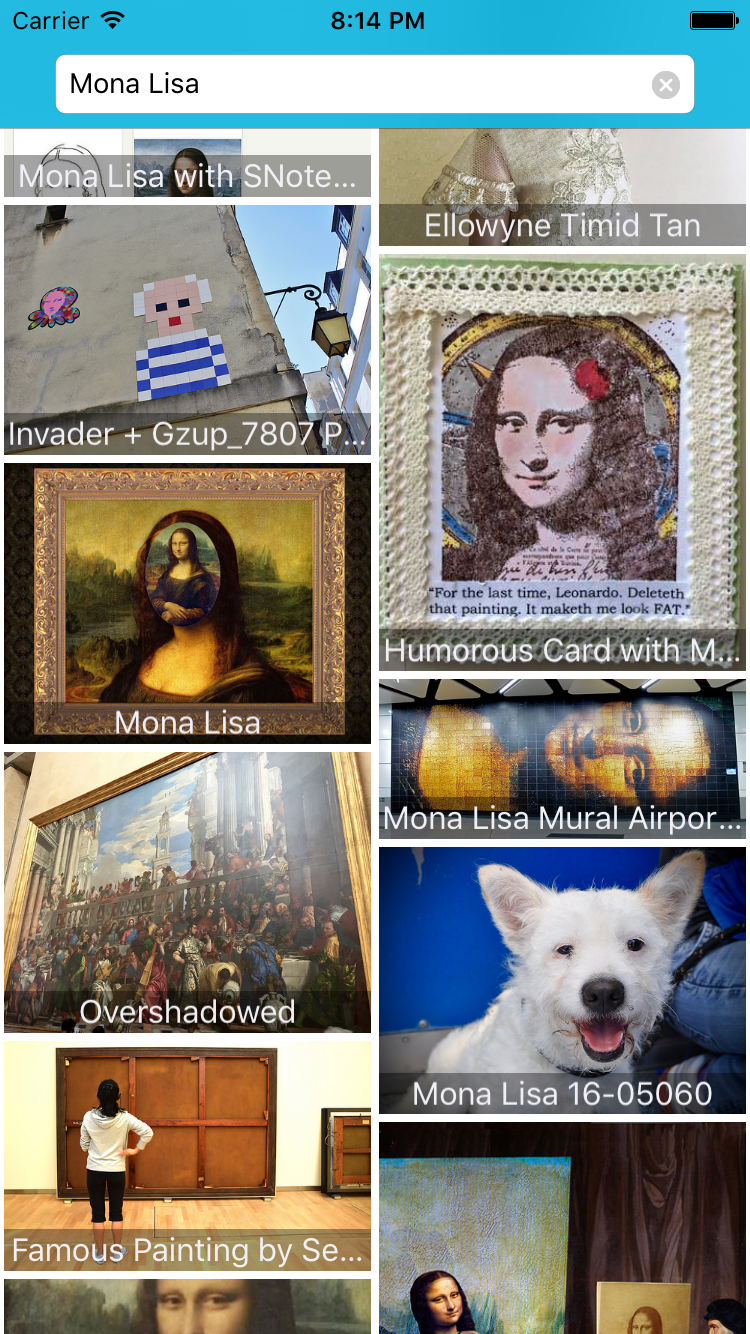 Carrier
8:14 PM
Mona Lisa
Mona Lisa with SNote...
Ellowyne Timid Tan
Invader + Gzup_7807 P...
"For the last time, Leonardo. Deleteth
that painting. It maketh me look FAT."
Humorous Card with M...
Mona Lisa
Mona Lisa Mural Airpor...
Overshadowed
Mona Lisa 16-05060
Famous Painting by Se...